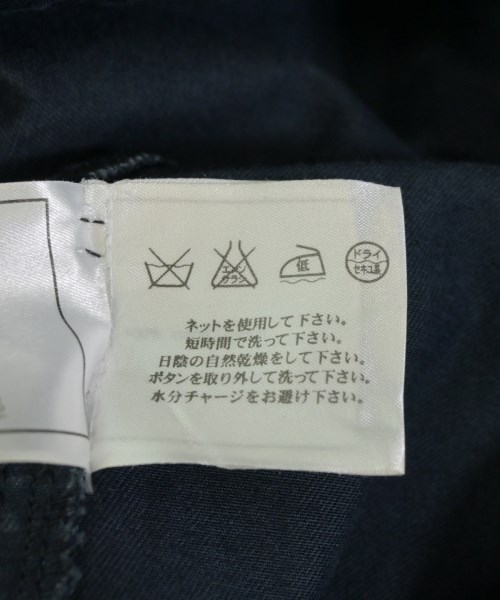 エンソ サラシ
低
ドライ
セキユ系
ネットを使用して下さい。
短時間で洗って下さい。
日陰の自然乾燥をして下さい。
ボタンを取り外して洗って下さい。
水分チャージをお避け下さい。